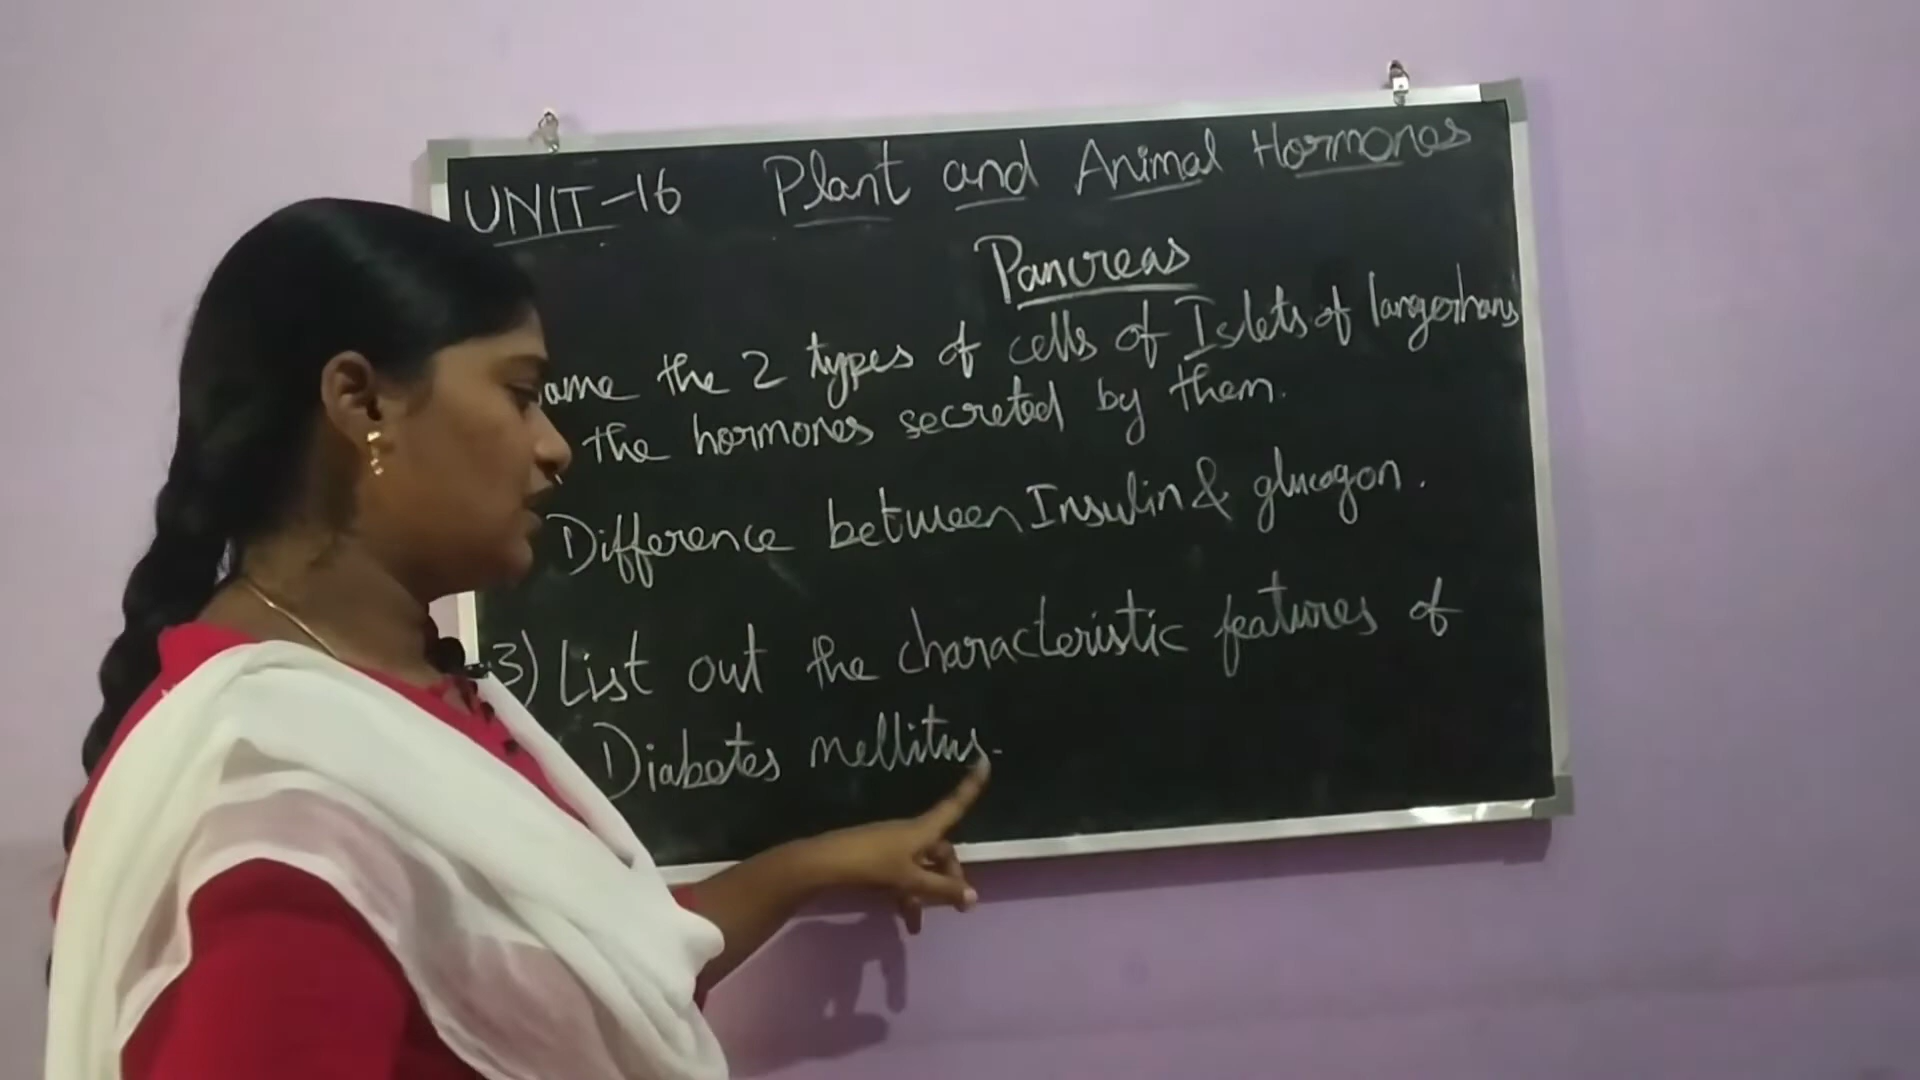 UNIT-16 Plant and Animal Hormones
Pancreas
ame the 2 types of cells of Islets of langerhans
the hormones secreted by them.
Difference between Insulin & glucagon.
3) List out the characteristic features of
Diabetes mellitus.